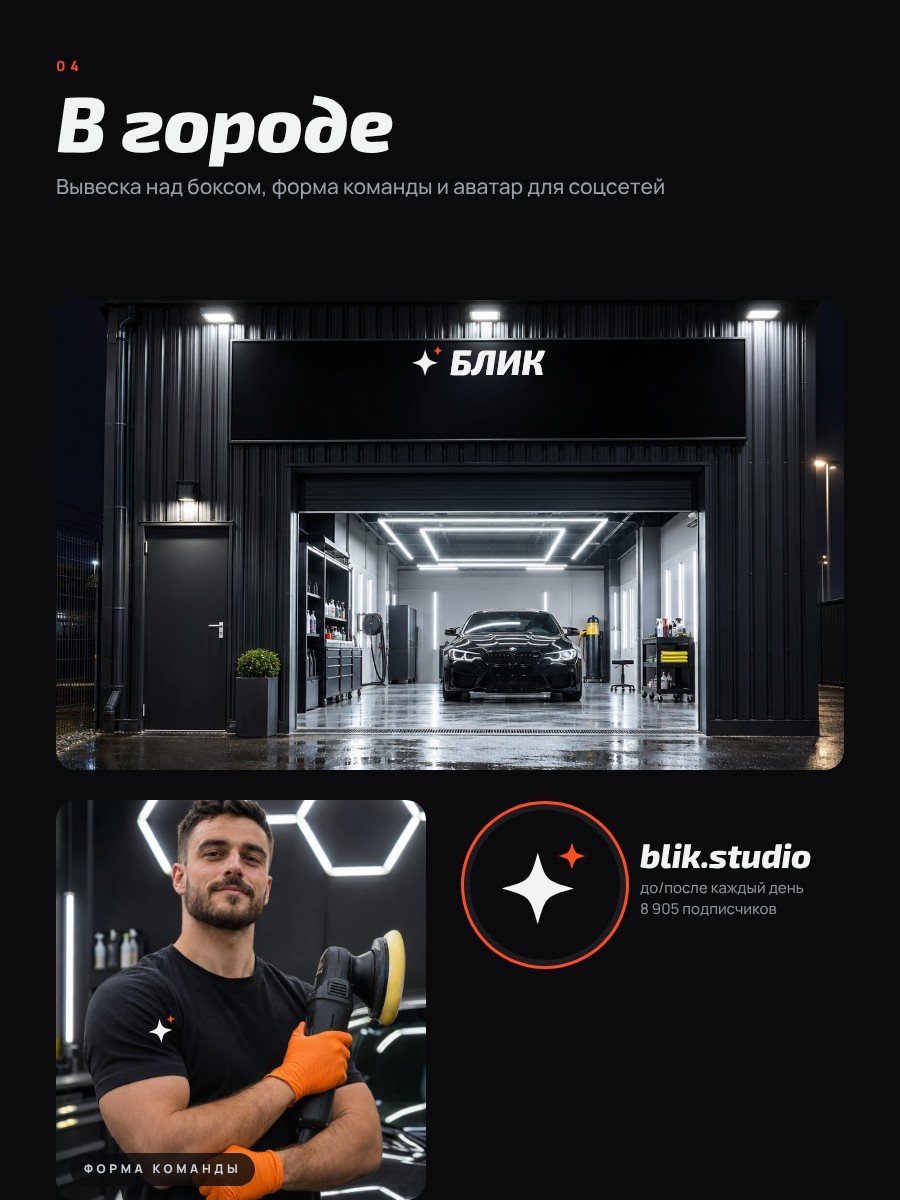 04
В городе
Вывеска над боксом, форма команды и аватар для соцсетей
БЛИК
blik.studio
до/после каждый день
8 905 подписчиков
ФОРМА КОМАНДЫ